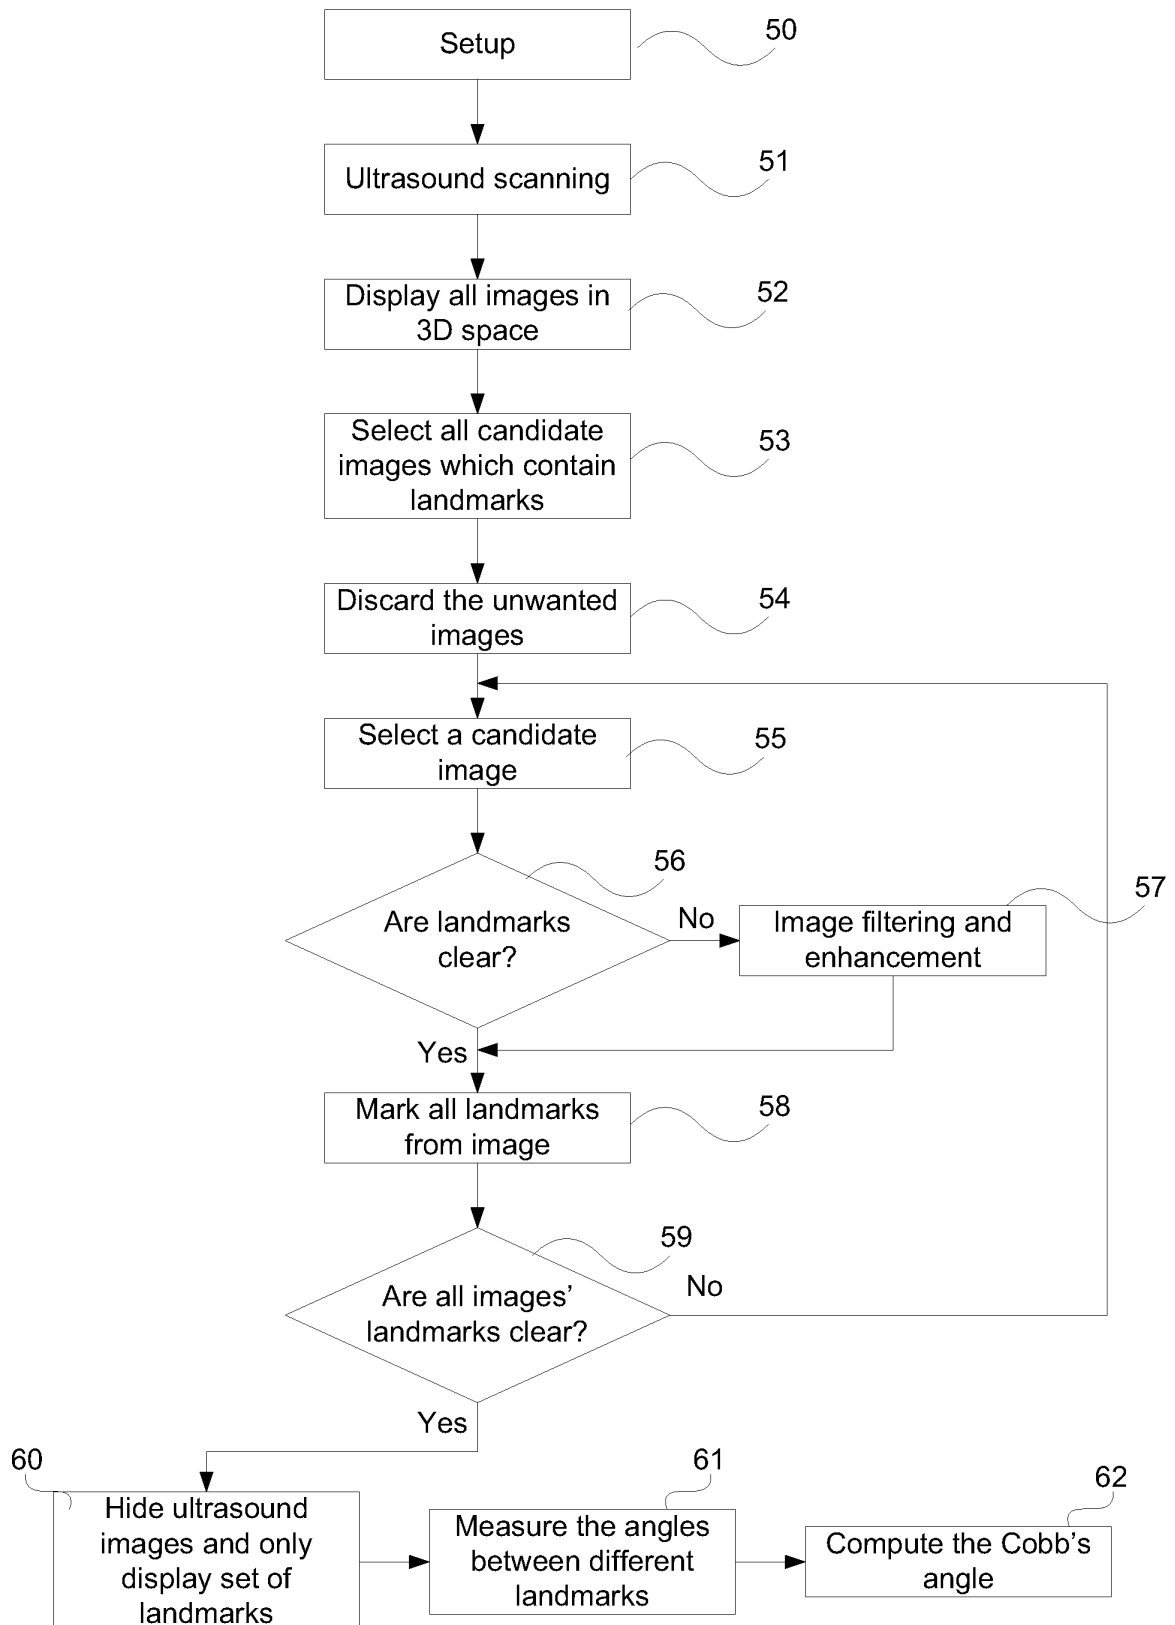 Setup
50
Ultrasound scanning
51
Display all images in
3D space
52
Select all candidate
images which contain
landmarks
53
Discard the unwanted
images
54
Select a candidate
image
55
Are landmarks
clear?
56
No
Image filtering and
enhancement
57
Yes
Mark all landmarks
from image
58
Are all images’
landmarks clear?
59
No
Yes
60
Hide ultrasound
images and only
display set of
landmarks
61
Measure the angles
between different
landmarks
62
Compute the Cobb’s
angle